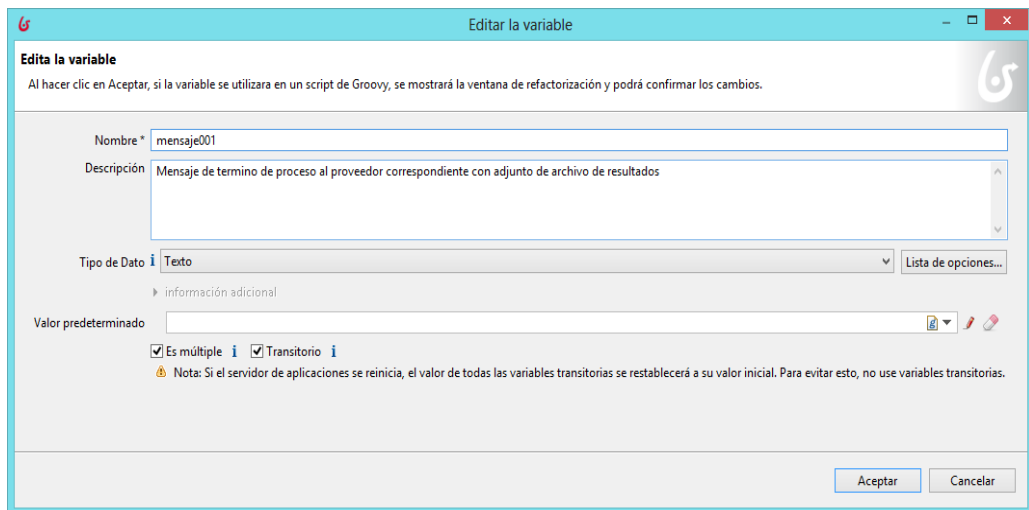 Editar la variable
Edita la variable
Al hacer clic en Aceptar, si la variable se utilizara en un script de Groovy, se mostrará la ventana de refactorización y podrá confirmar los cambios.
Nombre * mensaje001
Descripción Mensaje de termino de proceso al proveedor correspondiente con adjunto de archivo de resultados
Tipo de Dato i Texto Lista de opciones...
información adicional
Valor predeterminado
Es múltiple i Transitorio i
Nota: Si el servidor de aplicaciones se reinicia, el valor de todas las variables transitorias se restablecerá a su valor inicial. Para evitar esto, no use variables transitorias.
Aceptar Cancelar